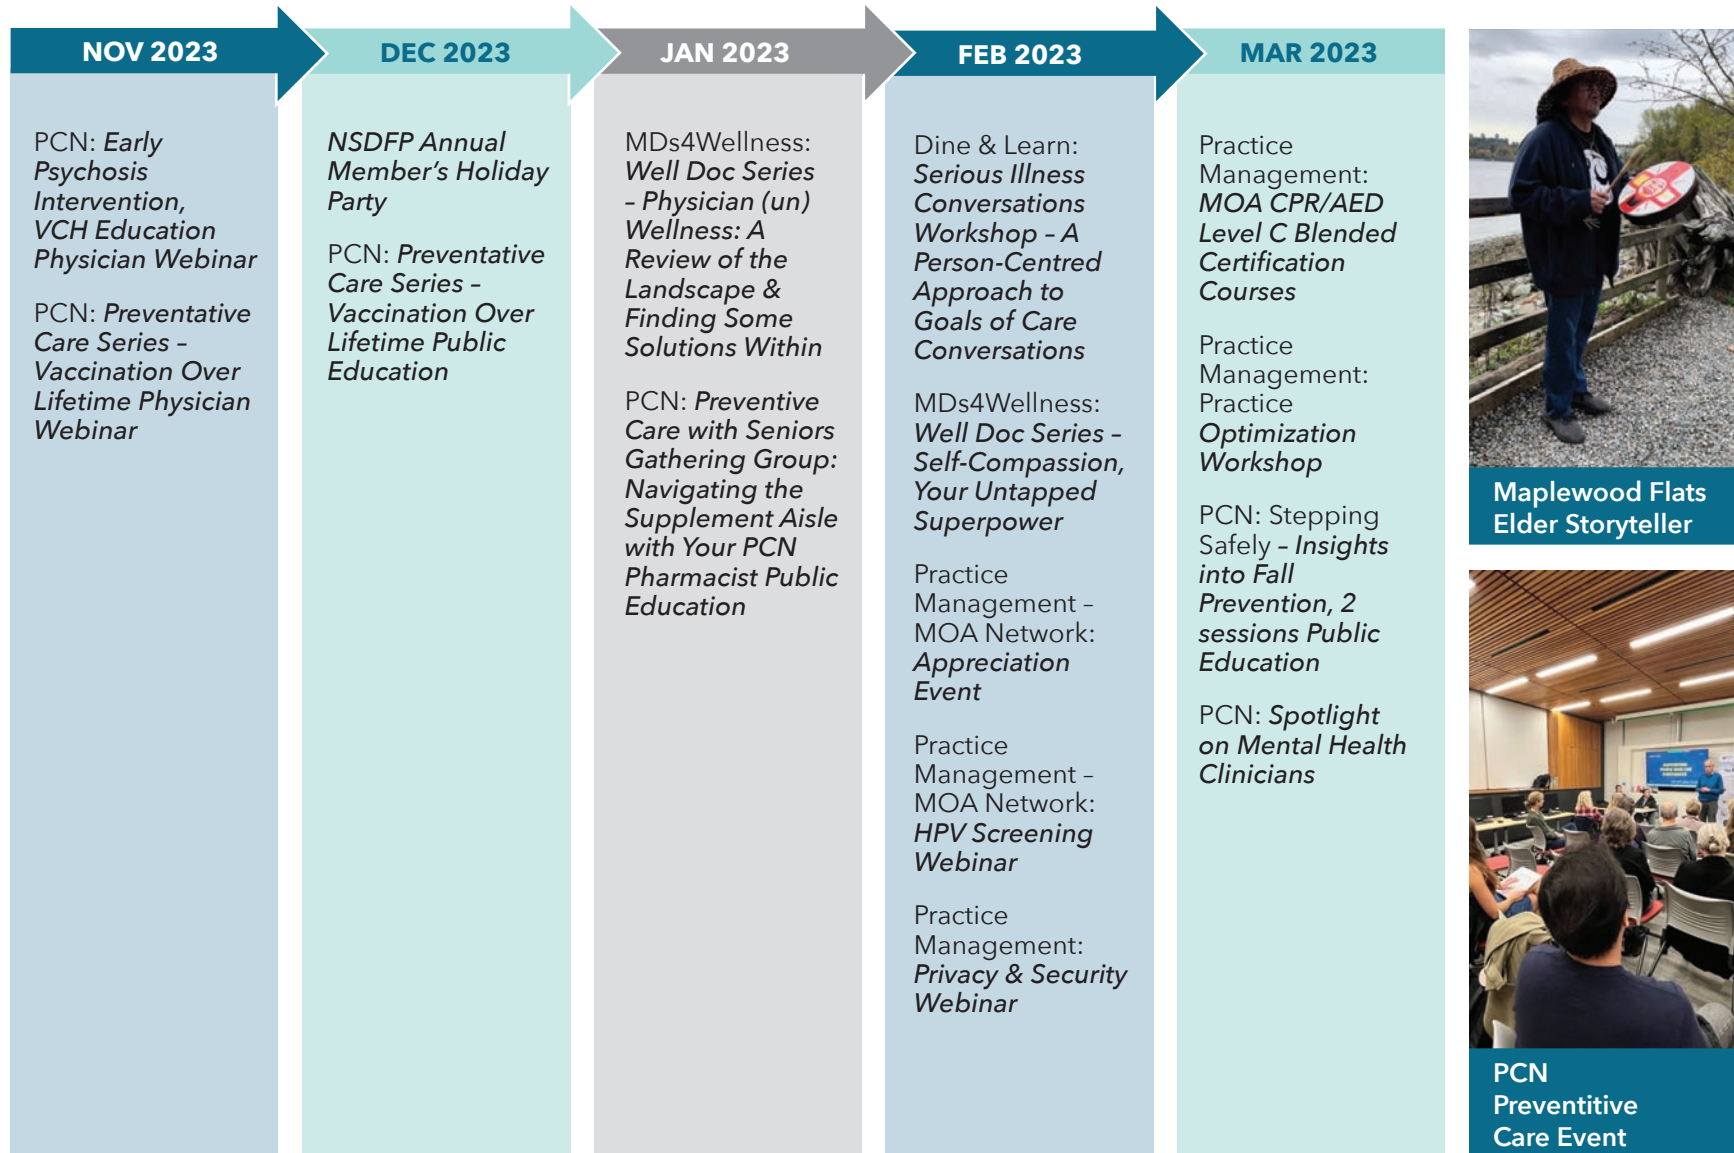 NOV 2023
PCN: Early
Psychosis
Intervention,
VCH Education
Physician Webinar
PCN: Preventative
Care Series –
Vaccination Over
Lifetime Physician
Webinar
DEC 2023
NSDFP Annual
Member’s Holiday
Party
PCN: Preventative
Care Series –
Vaccination Over
Lifetime Public
Education
JAN 2023
MDs4Wellness:
Well Doc Series
– Physician (un)
Wellness: A
Review of the
Landscape &
Finding Some
Solutions Within
PCN: Preventive
Care with Seniors
Gathering Group:
Navigating the
Supplement Aisle
with Your PCN
Pharmacist Public
Education
FEB 2023
Dine & Learn:
Serious Illness
Conversations
Workshop – A
Person-Centred
Approach to
Goals of Care
Conversations
MDs4Wellness:
Well Doc Series –
Self-Compassion,
Your Untapped
Superpower
Practice
Management –
MOA Network:
Appreciation
Event
Practice
Management –
MOA Network:
HPV Screening
Webinar
Practice
Management:
Privacy & Security
Webinar
MAR 2023
Practice
Management:
MOA CPR/AED
Level C Blended
Certification
Courses
Practice
Management:
Practice
Optimization
Workshop
PCN: Stepping
Safely – Insights
into Fall
Prevention, 2
sessions Public
Education
PCN: Spotlight
on Mental Health
Clinicians
Maplewood Flats
Elder Storyteller
PCN
Preventitive
Care Event